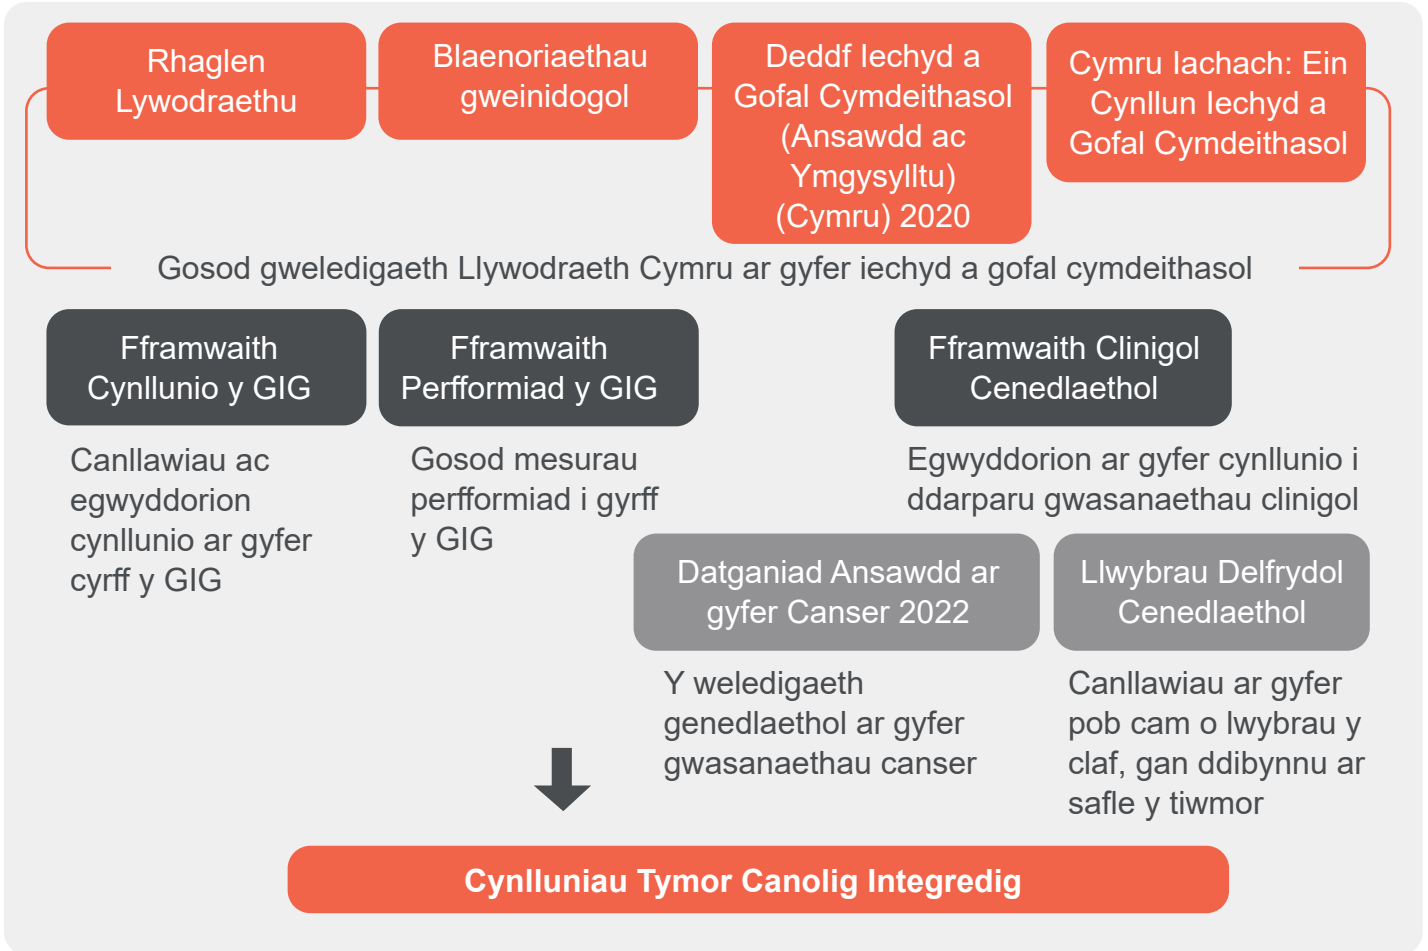 Rhaglen
Lywodraethu
Blaenoriaethau
gweinidogol
Deddf Iechyd a
Gofal Cymdeithasol
(Ansawdd ac
Ymgysylltu)
(Cymru) 2020
Cymru Iachach: Ein
Cynllun Iechyd a
Gofal Cymdeithasol
Gosod gweledigaeth Llywodraeth Cymru ar gyfer iechyd a gofal cymdeithasol
Fframwaith
Cynllunio y GIG
Canllawiau ac
egwyddorion
cynllunio ar gyfer
cyrff y GIG
Fframwaith
Perfformiad y GIG
Gosod mesurau
perfformiad i gyrff
y GIG
Fframwaith Clinigol
Cenedlaethol
Egwyddorion ar gyfer cynllunio i
ddarparu gwasanaethau clinigol
Datganiad Ansawdd ar
gyfer Canser 2022
Y weledigaeth
genedlaethol ar gyfer
gwasanaethau canser
Llwybrau Delfrydol
Cenedlaethol
Canllawiau ar gyfer
pob cam o lwybrau y
claf, gan ddibynnu ar
safle y tiwmor
Cynlluniau Tymor Canolig Integredig